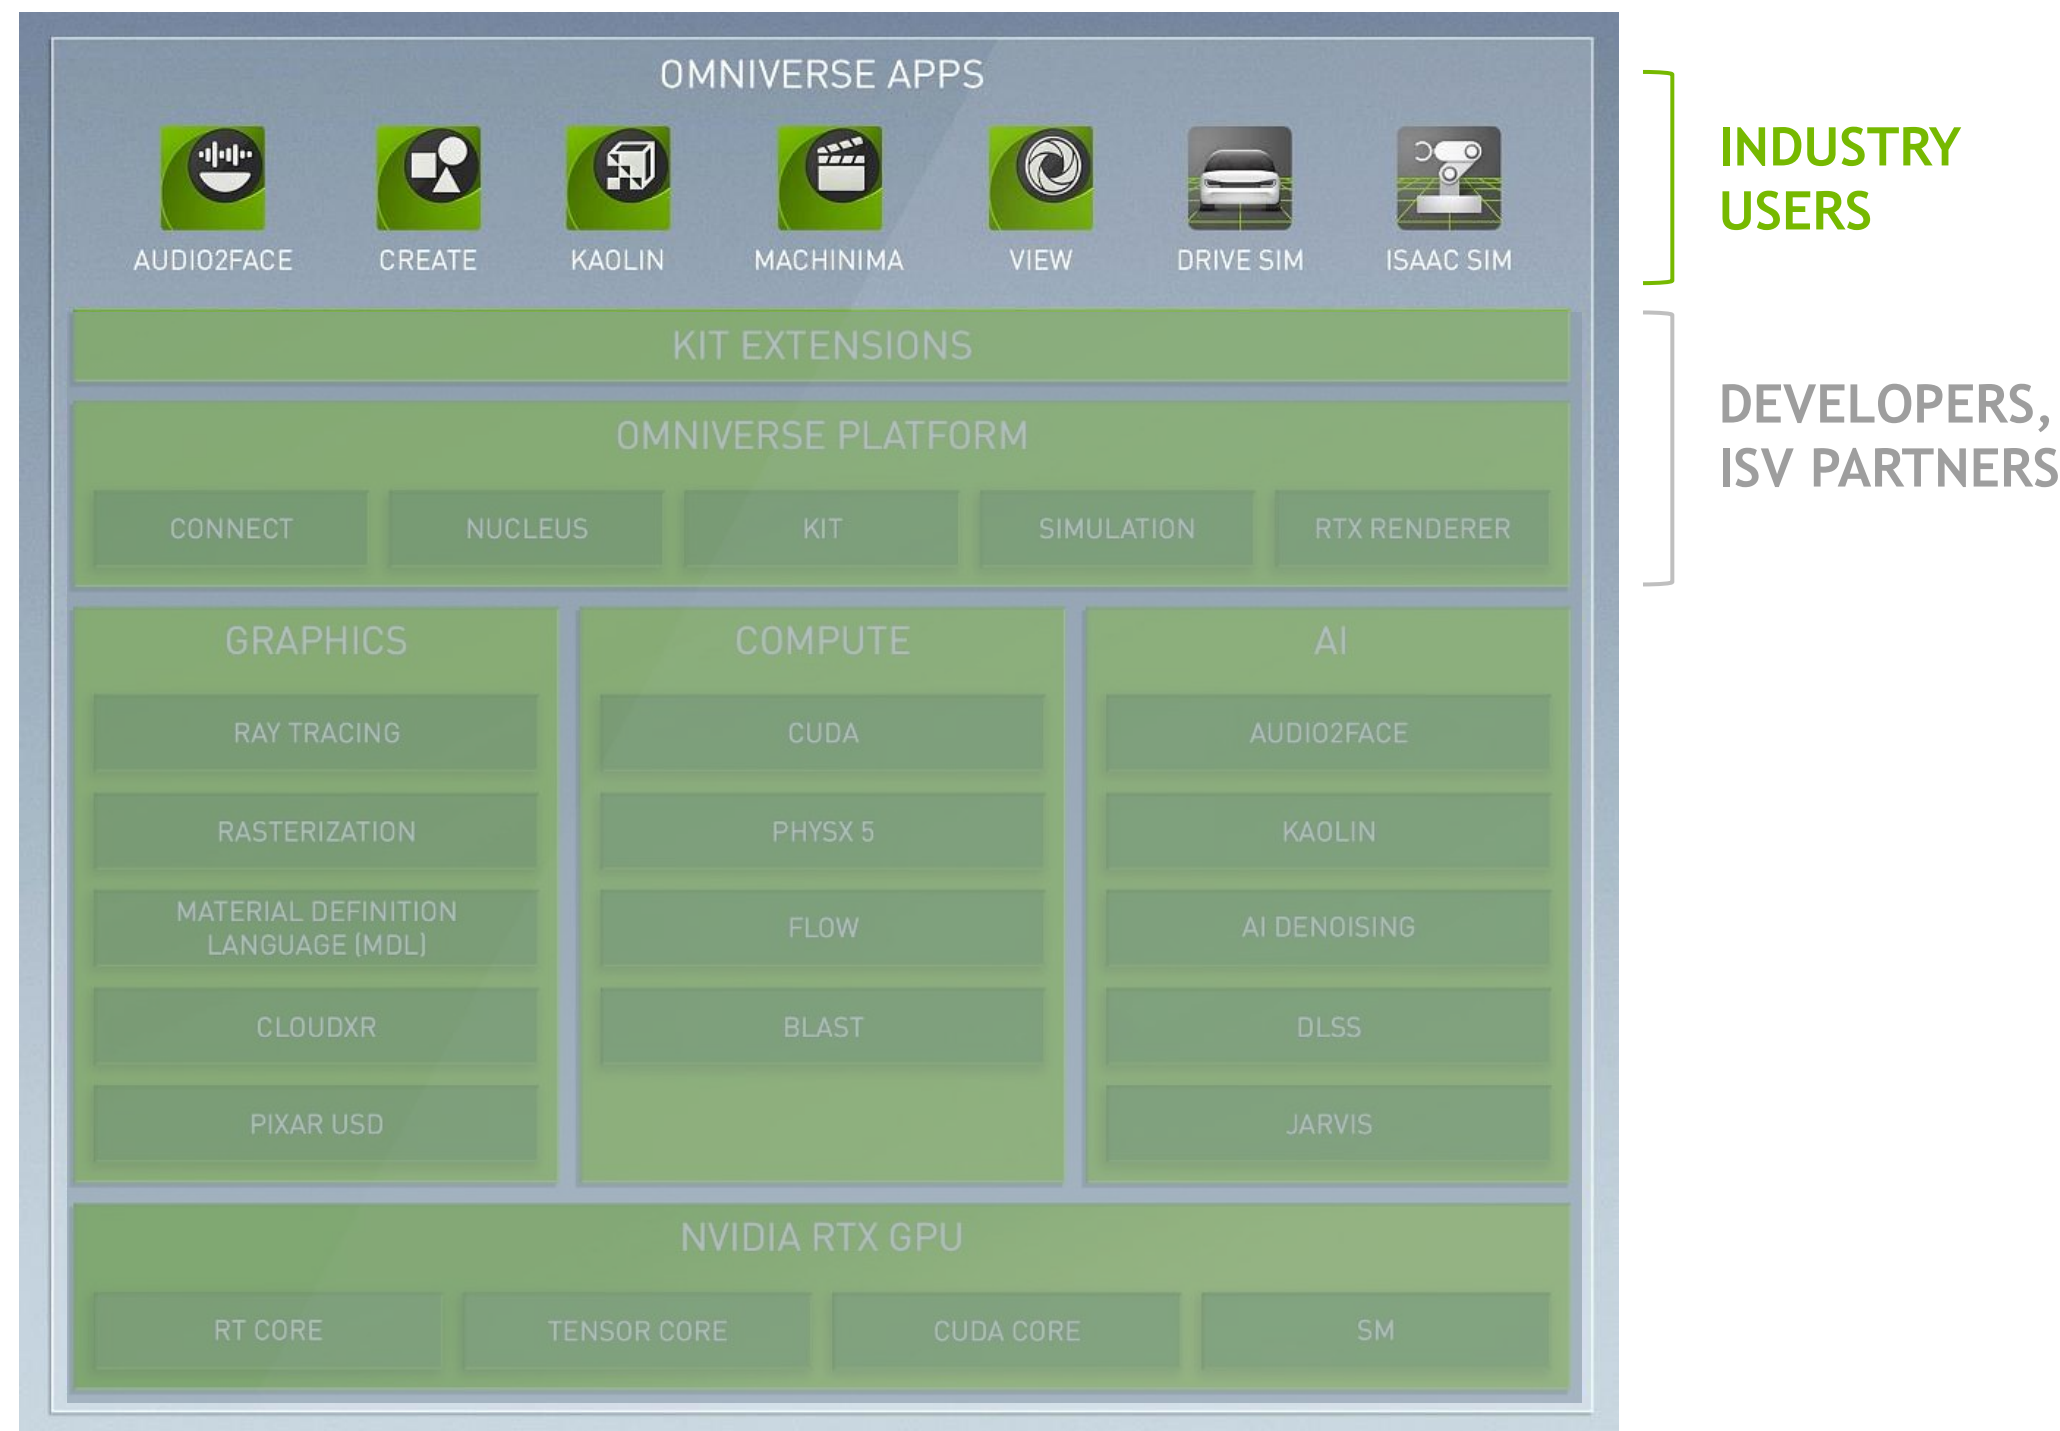 OMNIVERSE APPS
AUDIO2FACE
CREATE
KAOLIN
MACHINIMA
VIEW
DRIVE SIM
ISAAC SIM
INDUSTRY
USERS
KIT EXTENSIONS
OMNIVERSE PLATFORM
CONNECT
NUCLEUS
KIT
SIMULATION
RTX RENDERER
DEVELOPERS,
ISV PARTNERS
GRAPHICS
RAY TRACING
RASTERIZATION
MATERIAL DEFINITION
LANGUAGE (MDL)
CLOUDXR
PIXAR USD
COMPUTE
CUDA
PHYSX 5
FLOW
BLAST
AI
AUDIO2FACE
KAOLIN
AI DENOISING
DLSS
JARVIS
NVIDIA RTX GPU
RT CORE
TENSOR CORE
CUDA CORE
SM